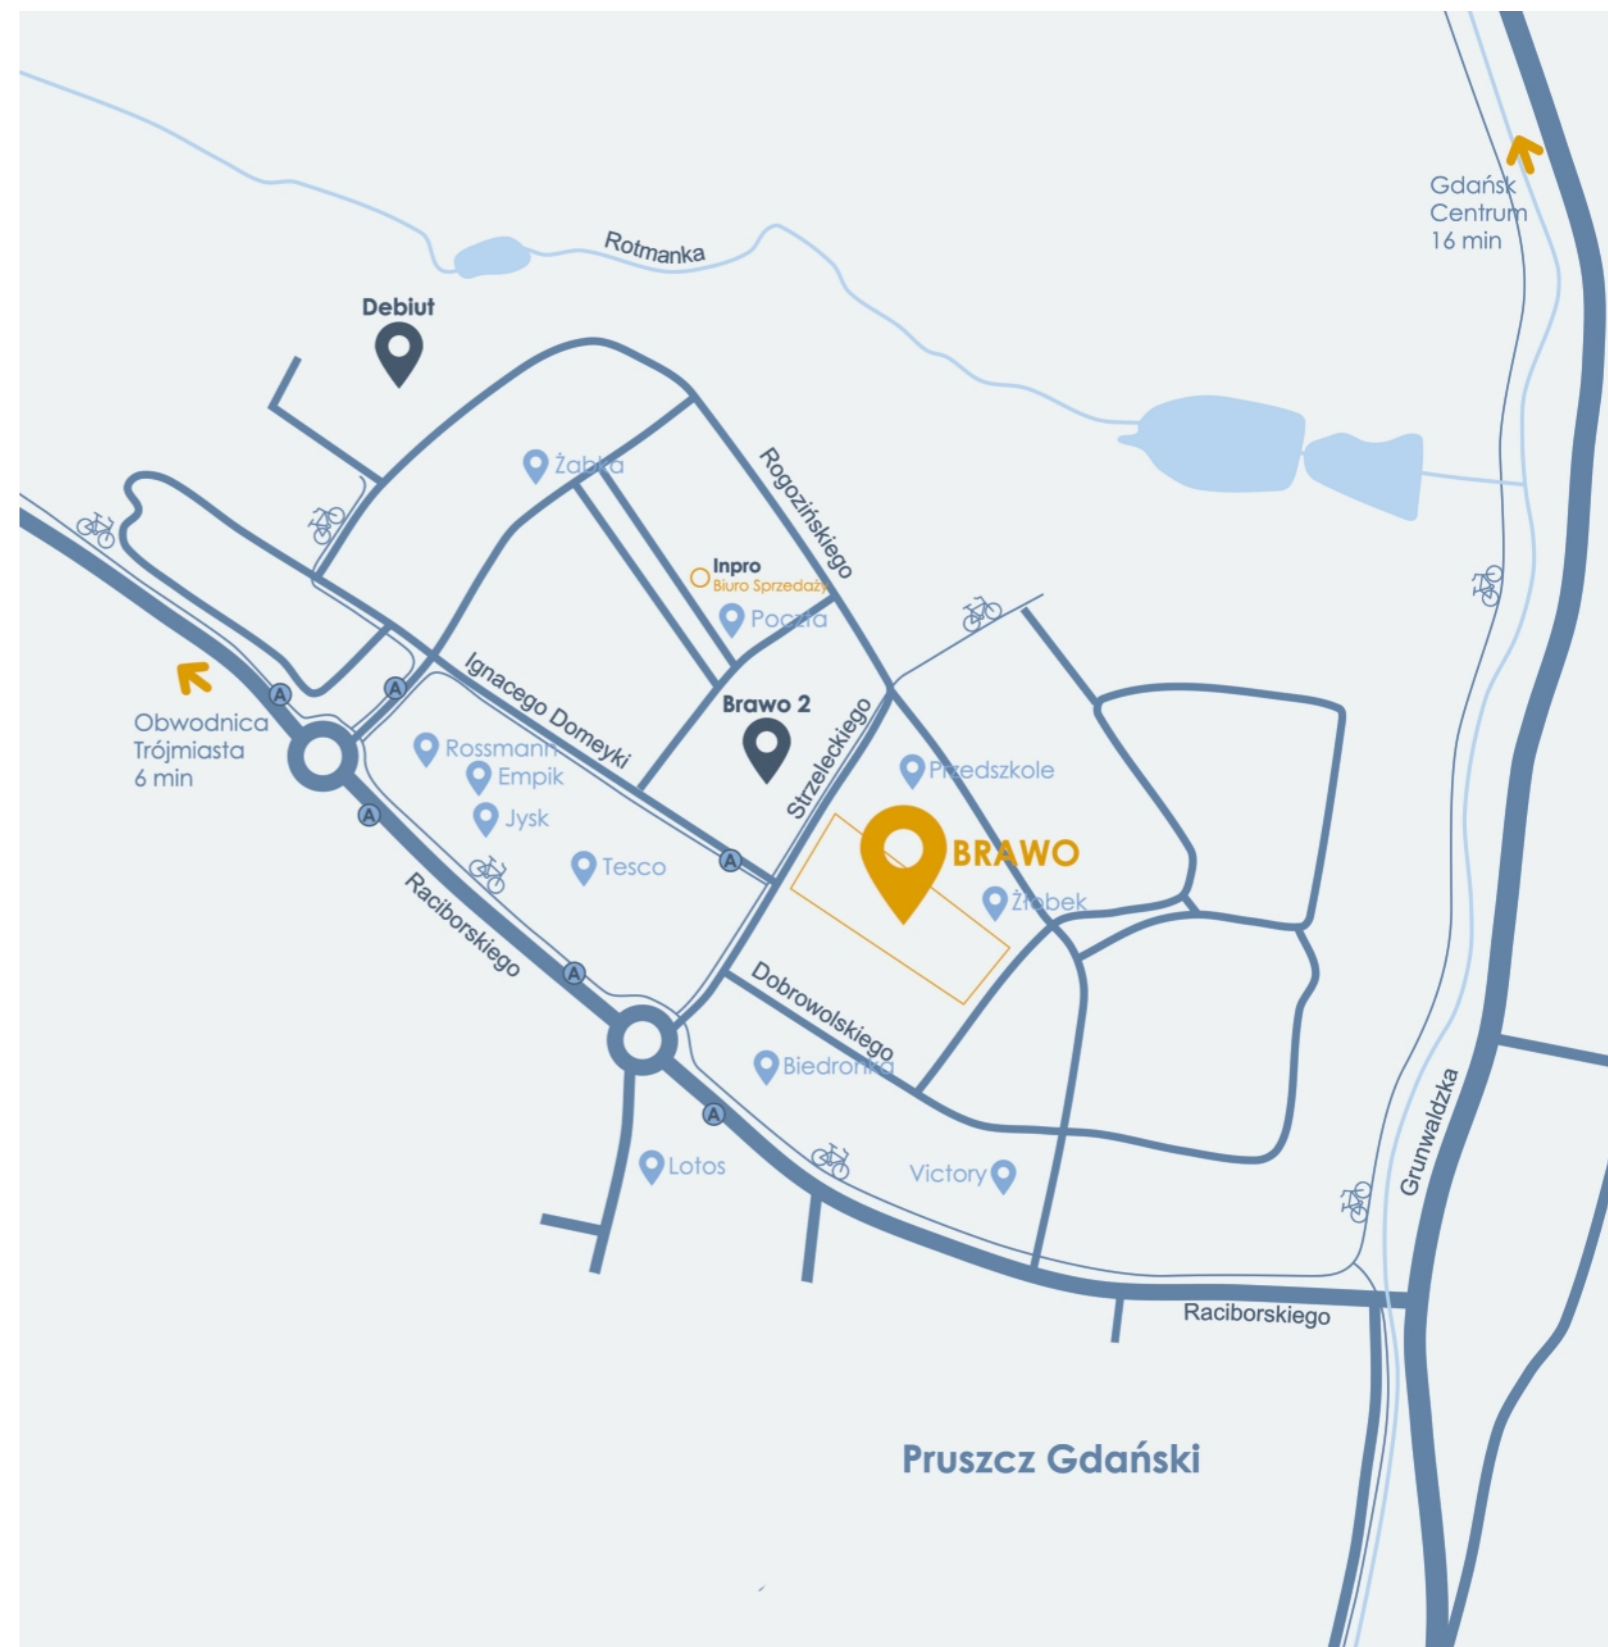 Gdańsk
Centrum
16 min
Rotmanka
Debiut
Żabka
Rogozińskiego
Inpro
Biuro Sprzedaży
Poczta
Ignacego Domeyki
A
A
Obwodnica
Trójmiasta
6 min
Brawo 2
Strzeleckiego
Rossmann
Empik
Jysk
A
Przedszkole
BRAWO
A
Tesco
Żłobek
Raciborskiego
A
Dobrowolskiego
Biedronka
A
Lotos
Victory
Grunwaldzka
Raciborskiego
Pruszcz Gdański